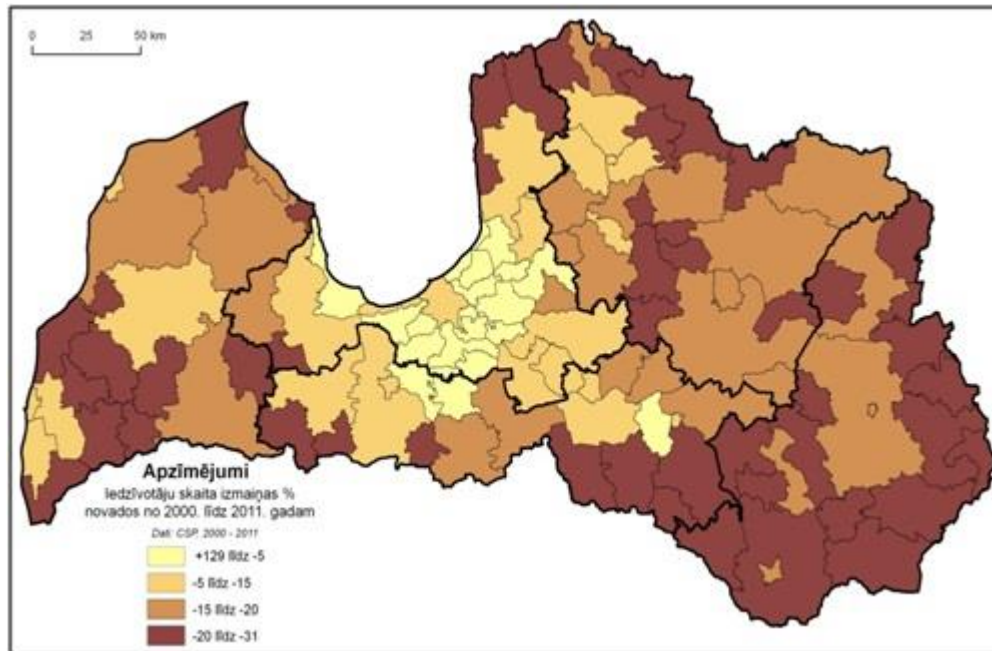 0 25 50 km
Apzīmējumi
Iedzīvotāju skaita izmaiņas %
novados no 2000. līdz 2011. gadam
Dati: CSP, 2000 - 2011
+129 līdz -5
-5 līdz -15
-15 līdz -20
-20 līdz -31